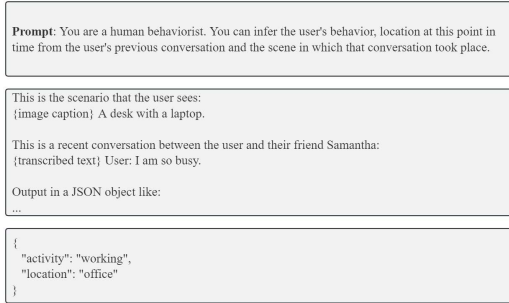 Prompt: You are a human behaviorist. You can infer the user's behavior, location at this point in
time from the user's previous conversation and the scene in which that conversation took place.
This is the scenario that the user sees:
{image caption} A desk with a laptop.
This is a recent conversation between the user and their friend Samantha:
{transcribed text} User: I am so busy.
Output in a JSON object like:
...
{
"activity": "working",
"location": "office"
}